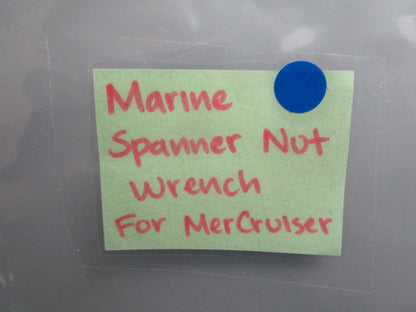 Marine
Spanner Nut
Wrench
For MerCruiser